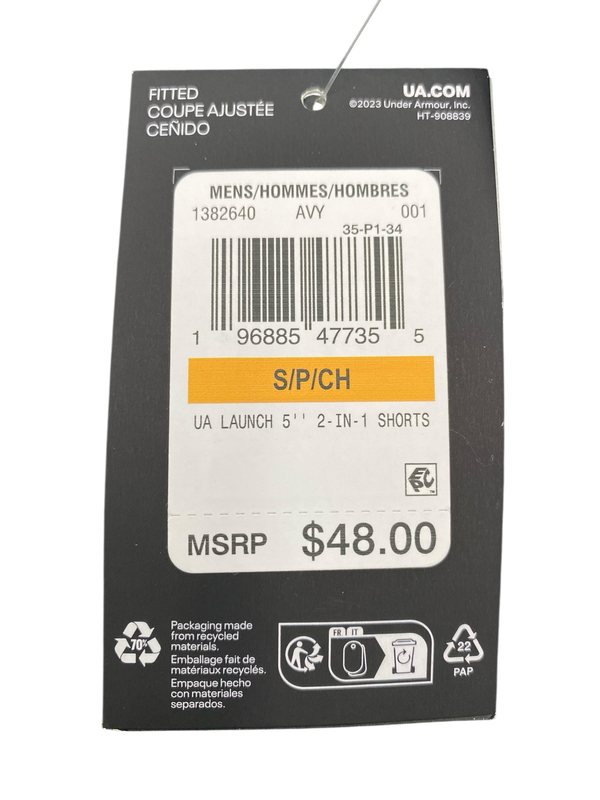 FITTED
COUPE AJUSTÉE
CEÑIDO
UA.COM
©2023 Under Armour, Inc.
HT-908839
MENS/HOMMES/HOMBRES
1382640 AVY 001
35-P1-34
1 96885 47735 5
S/P/CH
UA LAUNCH 5'' 2-IN-1 SHORTS
EPC
MSRP $48.00
70%
Packaging made
from recycled
materials.
Emballage fait de
matériaux recyclés.
Empaque hecho
con materiales
separados.
FR IT
22
PAP